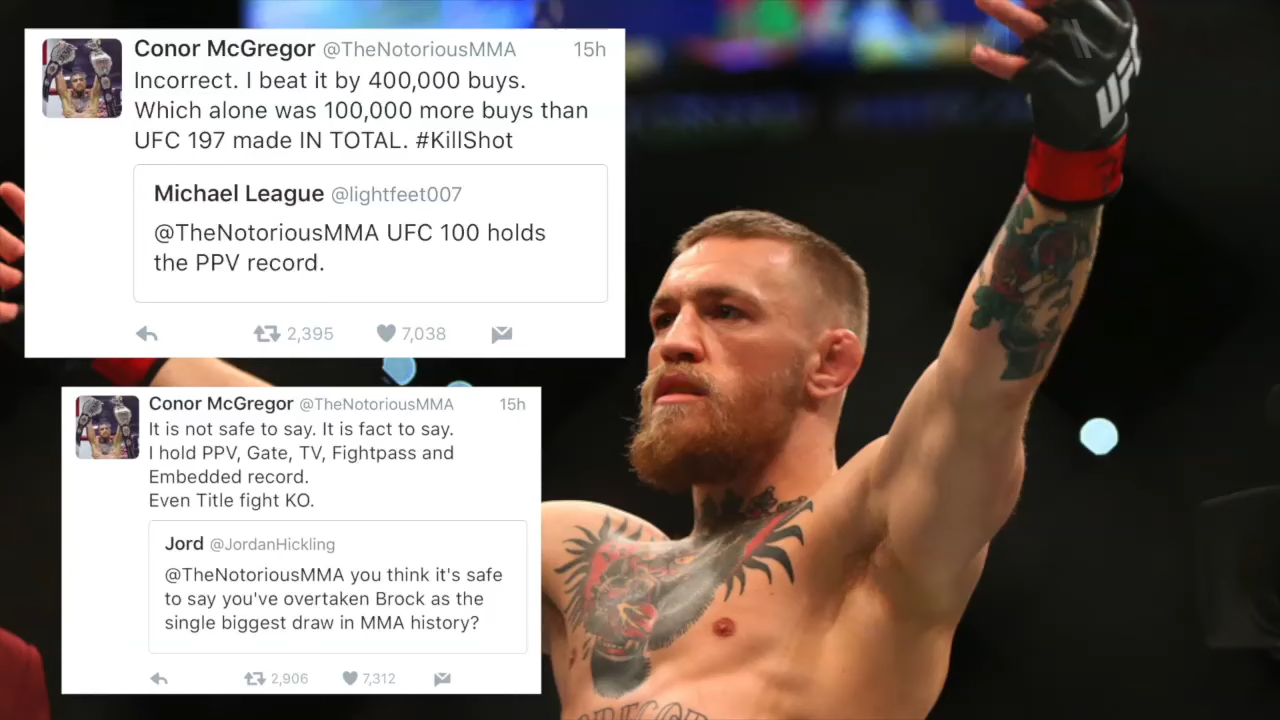 Conor McGregor @TheNotoriousMMA 15h
Incorrect. I beat it by 400,000 buys.
Which alone was 100,000 more buys than
UFC 197 made IN TOTAL. #KillShot
Michael League @lightfeet007
@TheNotoriousMMA UFC 100 holds
the PPV record.
2,395 7,038
Conor McGregor @TheNotoriousMMA 15h
It is not safe to say. It is fact to say.
I hold PPV, Gate, TV, Fightpass and
Embedded record.
Even Title fight KO.
Jord @JordanHickling
@TheNotoriousMMA you think it's safe
to say you've overtaken Brock as the
single biggest draw in MMA history?
2,906 7,312
UFC